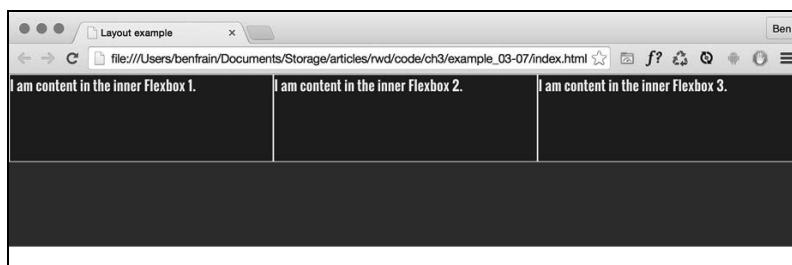 Layout example
Ben
file:///Users/benfrain/Documents/Storage/articles/rwd/code/ch3/example_03-07/index.html
f?
I am content in the inner Flexbox 1.
I am content in the inner Flexbox 2.
I am content in the inner Flexbox 3.